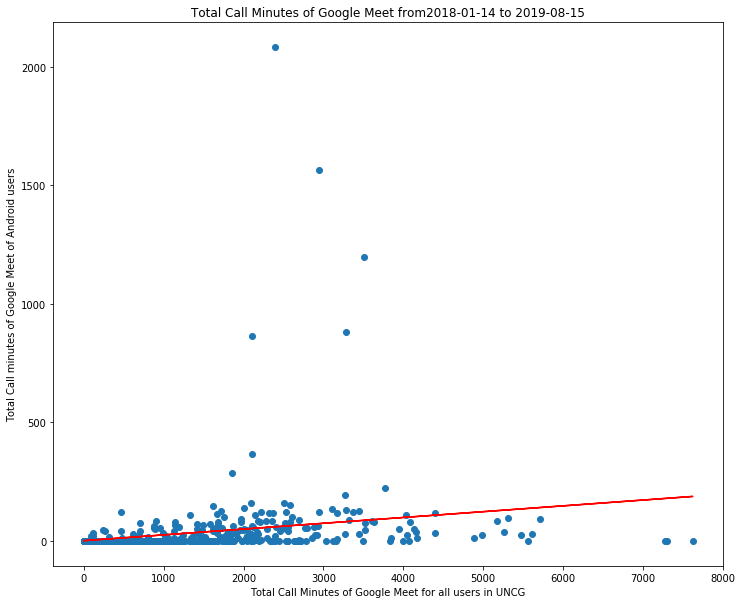 Total Call Minutes of Google Meet from2018-01-14 to 2019-08-15
Total Call minutes of Google Meet of Android users
2000
1500
1000
500
0
0 1000 2000 3000 4000 5000 6000 7000 8000
Total Call Minutes of Google Meet for all users in UNCG